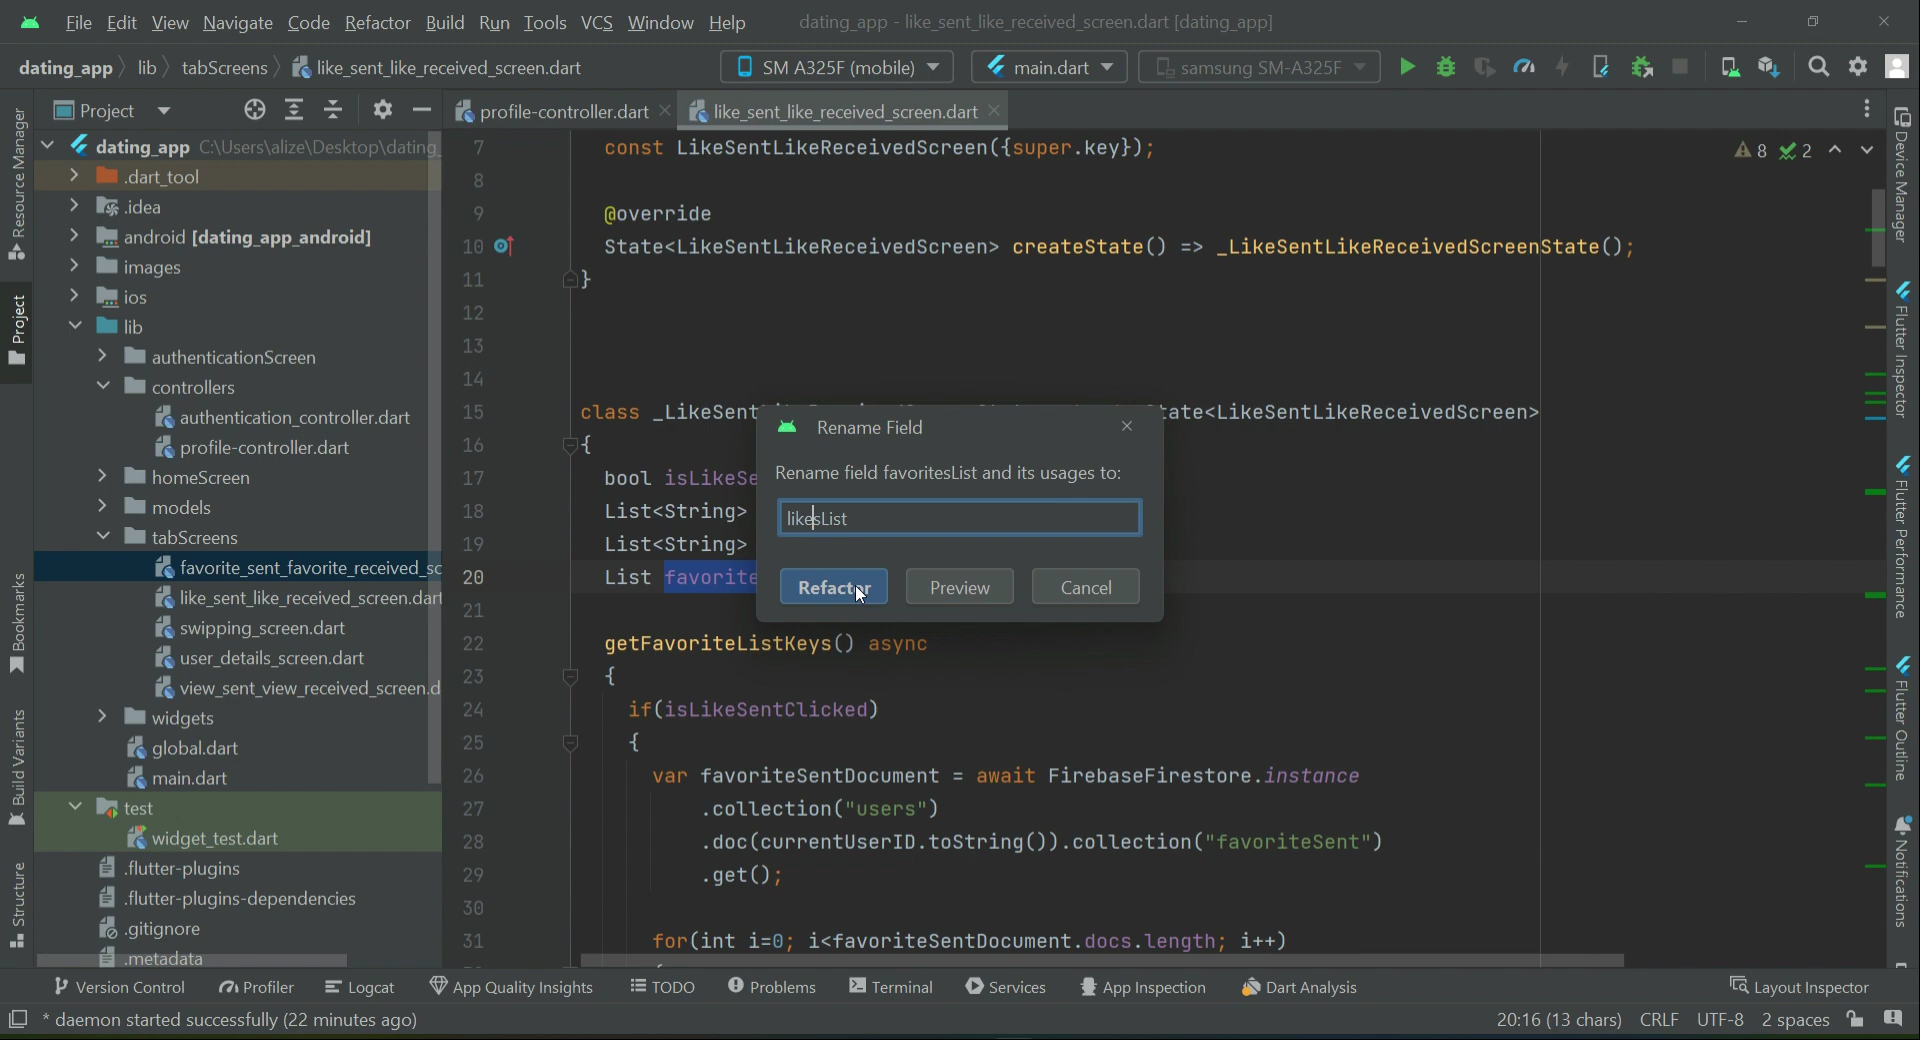 File Edit View Navigate Code Refactor Build Run Tools VCS Window Help dating_app - like_sent_like_received_screen.dart [dating_app]
dating_app lib tabScreens like_sent_like_received_screen.dart SM A325F (mobile) main.dart samsung SM-A325F
Project
profile-controller.dart like_sent_like_received_screen.dart
Resource Manager
Project
Bookmarks
Build Variants
Structure
dating_app C:\Users\alize\Desktop\dating_
.dart_tool
.idea
android [dating_app_android]
images
ios
lib
authenticationScreen
controllers
authentication_controller.dart
profile-controller.dart
homeScreen
models
tabScreens
favorite_sent_favorite_received_sc
like_sent_like_received_screen.dart
swipping_screen.dart
user_details_screen.dart
view_sent_view_received_screen.d
widgets
global.dart
main.dart
test
widget_test.dart
.flutter-plugins
.flutter-plugins-dependencies
.gitignore
.metadata
8 2
7 const LikeSentLikeReceivedScreen({super.key});
8
9 @override
10 State<LikeSentLikeReceivedScreen> createState() => _LikeSentLikeReceivedScreenState();
11 }
12
13
14
15 class _LikeSent tate<LikeSentLikeReceivedScreen>
16 {
17 bool isLikeSe
18 List<String>
19 List<String>
20 List favorite
21
22 getFavoriteListKeys() async
23 {
24 if(isLikeSentClicked)
25 {
26 var favoriteSentDocument = await FirebaseFirestore.instance
27 .collection("users")
28 .doc(currentUserID.toString()).collection("favoriteSent")
29 .get();
30
31 for(int i=0; i<favoriteSentDocument.docs.length; i++)
Rename Field
Rename field favoritesList and its usages to:
likesList
Refactor Preview Cancel
Device Manager
Flutter Inspector
Flutter Performance
Flutter Outline
Notifications
Version Control Profiler Logcat App Quality Insights TODO Problems Terminal Services App Inspection Dart Analysis Layout Inspector
* daemon started successfully (22 minutes ago) 20:16 (13 chars) CRLF UTF-8 2 spaces